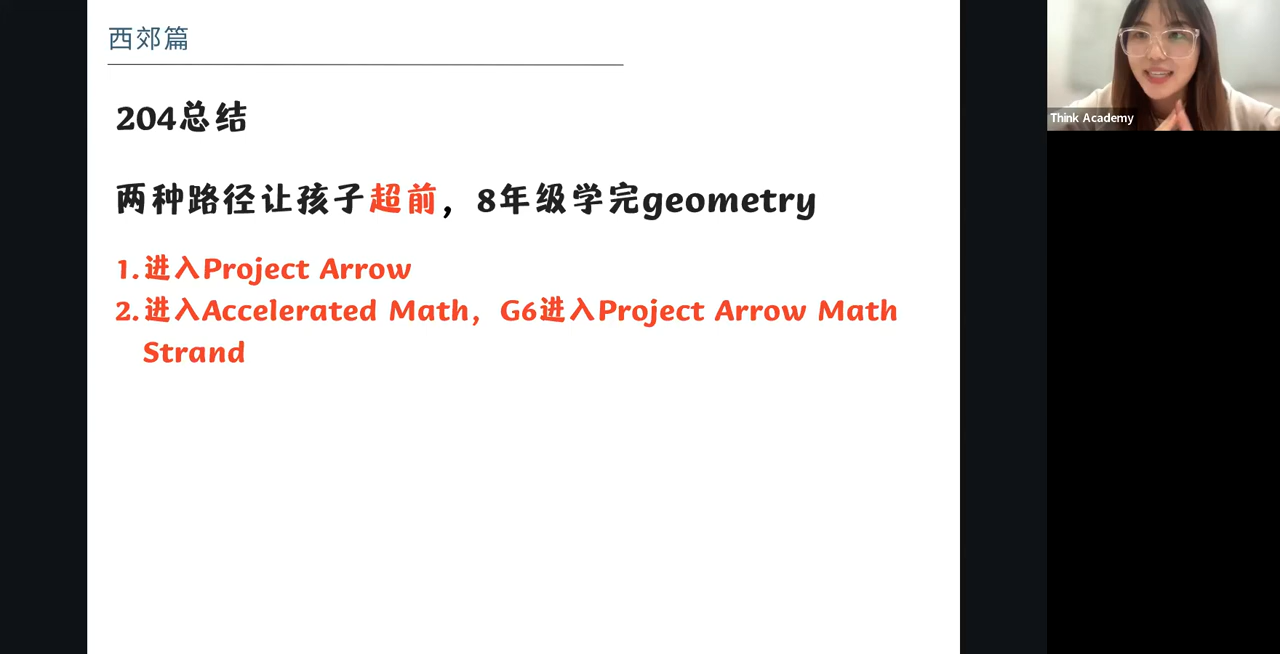 西郊篇
204总结
两种路径让孩子超前，8年级学完geometry
1.进入Project Arrow
2.进入Accelerated Math，G6进入Project Arrow Math
Strand
Think Academy